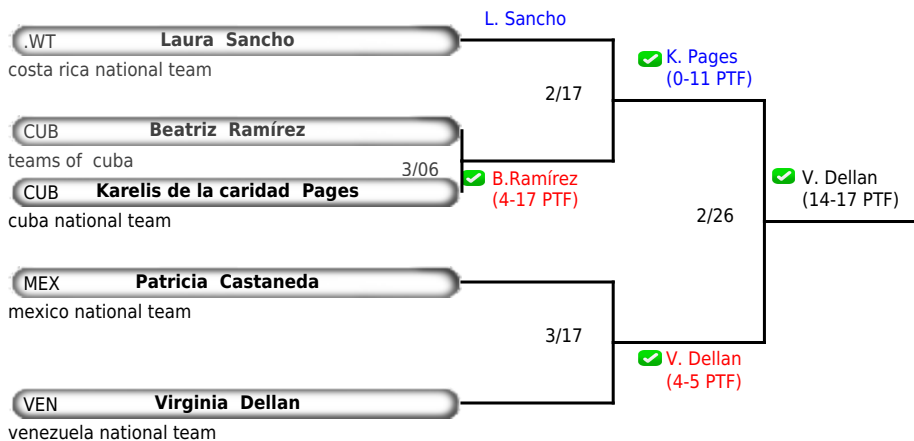 L. Sancho
.WT Laura Sancho
costa rica national team
K. Pages
(0-11 PTF)
2/17
CUB Beatriz Ramírez
teams of cuba
3/06
B.Ramírez
(4-17 PTF)
CUB Karelis de la caridad Pages
cuba national team
V. Dellan
(14-17 PTF)
2/26
MEX Patricia Castaneda
mexico national team
3/17
V. Dellan
(4-5 PTF)
VEN Virginia Dellan
venezuela national team